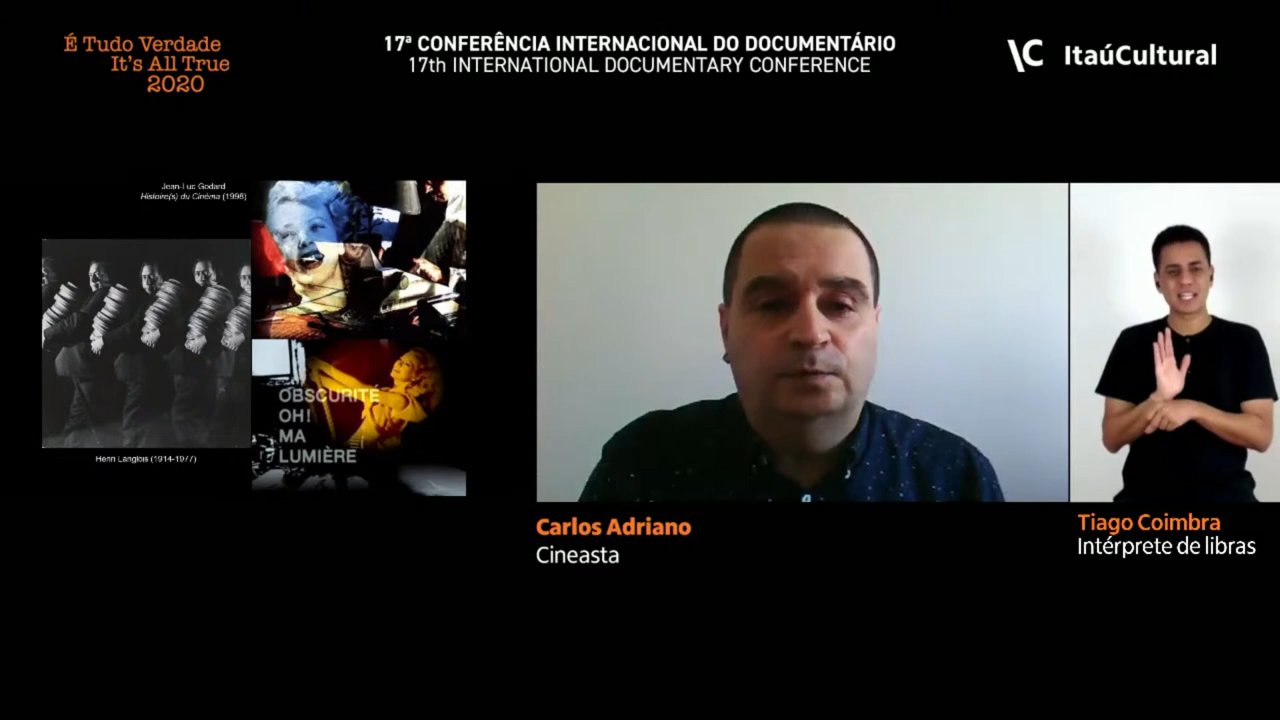 É Tudo Verdade
It's All True
2020
17ª CONFERÊNCIA INTERNACIONAL DO DOCUMENTÁRIO
17th INTERNATIONAL DOCUMENTARY CONFERENCE
\C ItaúCultural
Jean-Luc Godard
Histoire(s) du Cinéma (1998)
OBSCURITÉ
OH!
MA
LUMIÈRE
Henri Langlois (1914-1977)
Carlos Adriano
Cineasta
Tiago Coimbra
Intérprete de libras